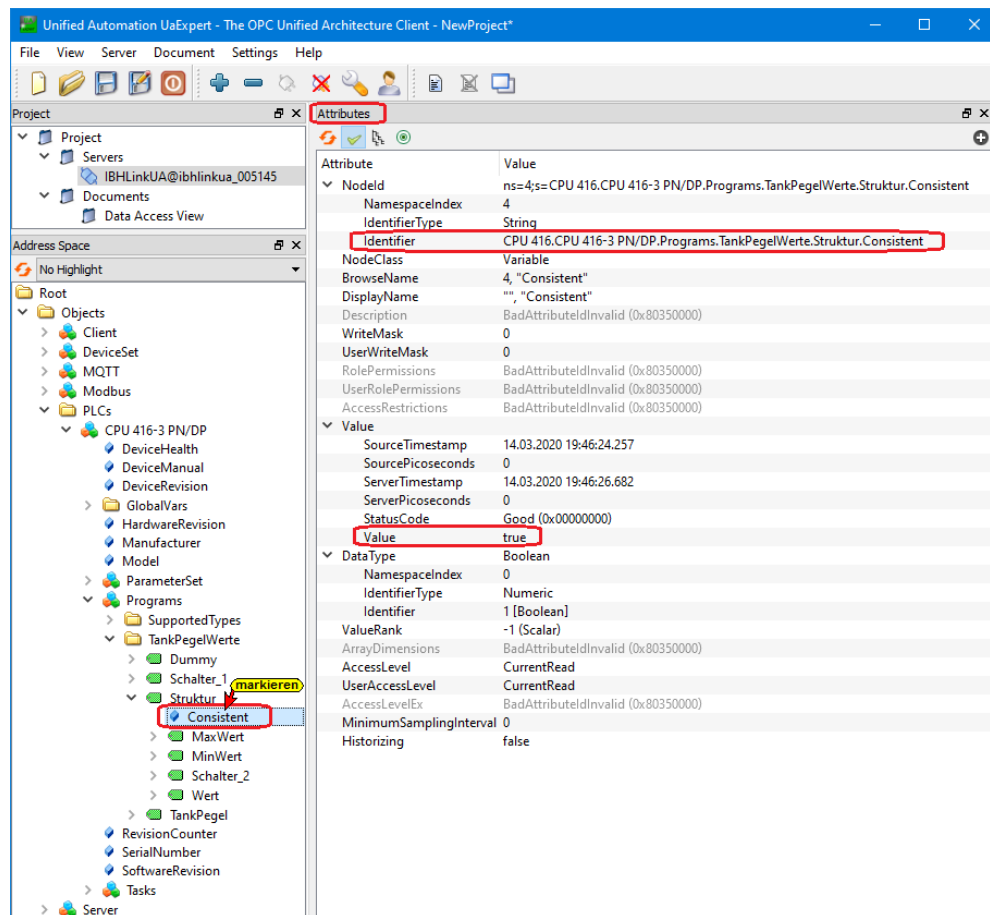 Unified Automation UaExpert - The OPC Unified Architecture Client - NewProject*
File View Server Document Settings Help
Project
Project
Servers
IBHLinkUA@ibhlinkua_005145
Documents
Data Access View
Address Space
No Highlight
Root
Objects
Client
DeviceSet
MQTT
Modbus
PLCs
CPU 416-3 PN/DP
DeviceHealth
DeviceManual
DeviceRevision
GlobalVars
HardwareRevision
Manufacturer
Model
ParameterSet
Programs
SupportedTypes
TankPegelWerte
Dummy
Schalter_1
markieren
Struktur
Consistent
MaxWert
MinWert
Schalter_2
Wert
TankPegel
RevisionCounter
SerialNumber
SoftwareRevision
Tasks
Server
Attributes
Attribute Value
NodeId ns=4;s=CPU 416.CPU 416-3 PN/DP.Programs.TankPegelWerte.Struktur.Consistent
NamespaceIndex 4
IdentifierType String
Identifier CPU 416.CPU 416-3 PN/DP.Programs.TankPegelWerte.Struktur.Consistent
NodeClass Variable
BrowseName 4, "Consistent"
DisplayName "", "Consistent"
Description BadAttributeIdInvalid (0x80350000)
WriteMask 0
UserWriteMask 0
RolePermissions BadAttributeIdInvalid (0x80350000)
UserRolePermissions BadAttributeIdInvalid (0x80350000)
AccessRestrictions BadAttributeIdInvalid (0x80350000)
Value
SourceTimestamp 14.03.2020 19:46:24.257
SourcePicoseconds 0
ServerTimestamp 14.03.2020 19:46:26.682
ServerPicoseconds 0
StatusCode Good (0x00000000)
Value true
DataType Boolean
NamespaceIndex 0
IdentifierType Numeric
Identifier 1 [Boolean]
ValueRank -1 (Scalar)
ArrayDimensions BadAttributeIdInvalid (0x80350000)
AccessLevel CurrentRead
UserAccessLevel CurrentRead
AccessLevelEx BadAttributeIdInvalid (0x80350000)
MinimumSamplingInterval 0
Historizing false